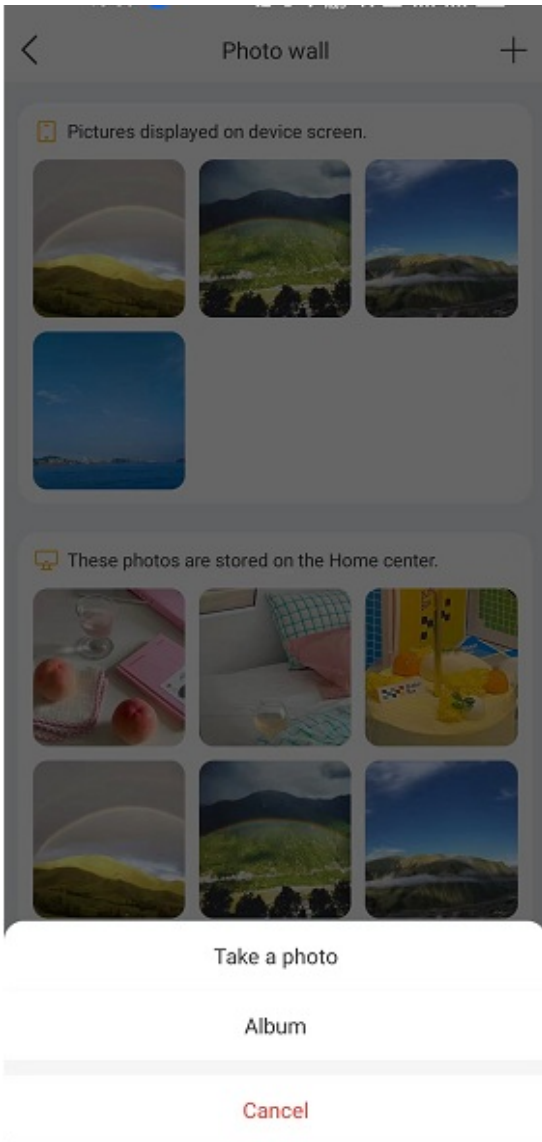 Photo wall
Pictures displayed on device screen.
These photos are stored on the Home center.
Take a photo
Album
Cancel